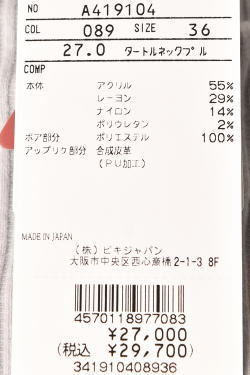 NO A419104
COL 089 SIZE 36
27.0 タートルネックプル
COMP
本体 アクリル 55%
レーヨン 29%
ナイロン 14%
ポリウレタン 2%
ボア部分 ポリエステル 100%
アップリケ部分 合成皮革
(PU加工)
MADE IN JAPAN
(株)ピキジャパン
大阪市中央区西心斎橋2-1-3 8F
4570118977083
¥27,000
(税込 ¥29,700)
341910408936